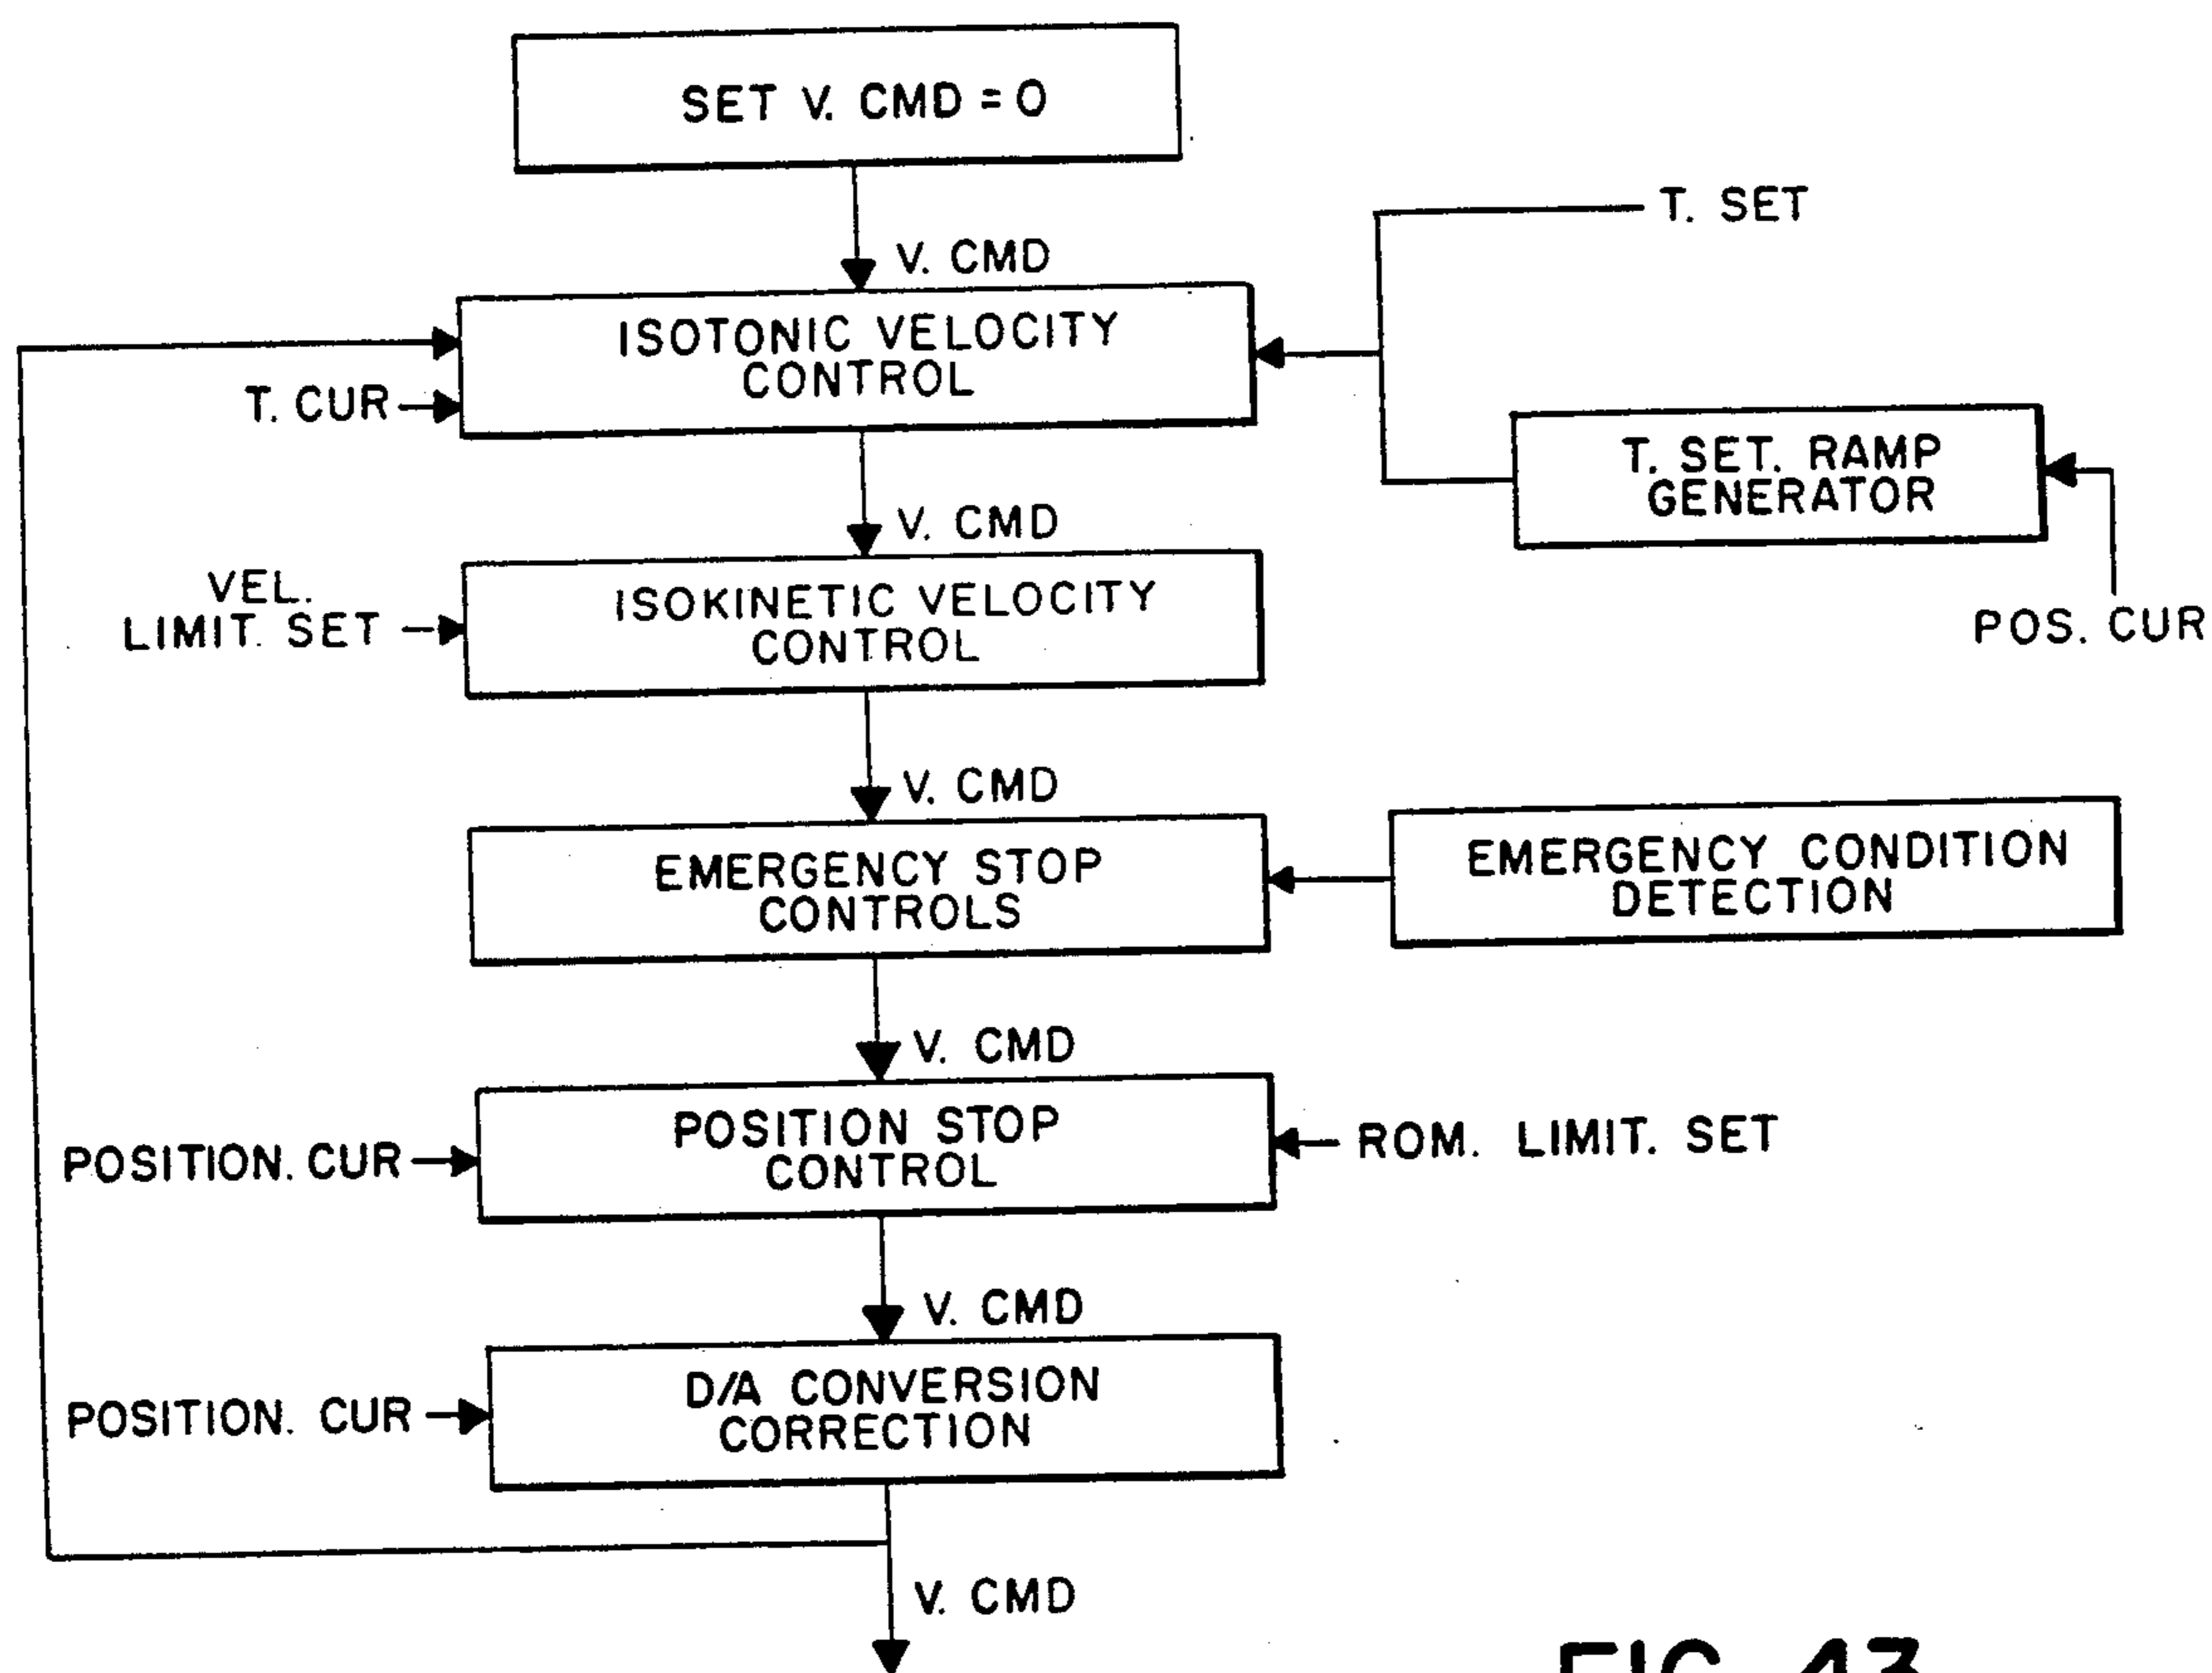 SET V. CMD = 0
T. SET
V. CMD
ISOTONIC VELOCITY
CONTROL
T. CUR
T. SET. RAMP
GENERATOR
POS. CUR
V. CMD
VEL.
LIMIT. SET
ISOKINETIC VELOCITY
CONTROL
V. CMD
EMERGENCY STOP
CONTROLS
EMERGENCY CONDITION
DETECTION
V. CMD
POSITION. CUR
POSITION STOP
CONTROL
ROM. LIMIT. SET
V. CMD
POSITION. CUR
D/A CONVERSION
CORRECTION
V. CMD
FIG. 43